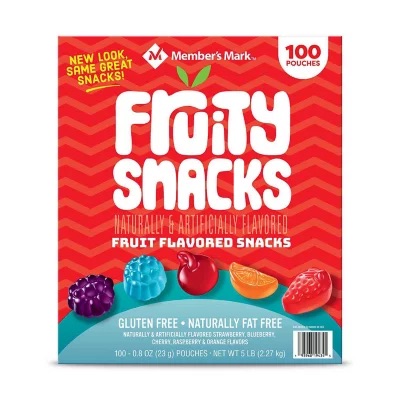 NEW LOOK,
SAME GREAT
SNACKS!
M Member's Mark™
100
POUCHES
FRUiTY
SNACKS
NATURALLY & ARTIFICIALLY FLAVORED
FRUIT FLAVORED SNACKS
GLUTEN FREE • NATURALLY FAT FREE
NATURALLY & ARTIFICIALLY FLAVORED STRAWBERRY, BLUEBERRY,
CHERRY, RASPBERRY & ORANGE FLAVORS
100 - 0.8 OZ (23 g) POUCHES • NET WT 5 LB (2.27 kg)